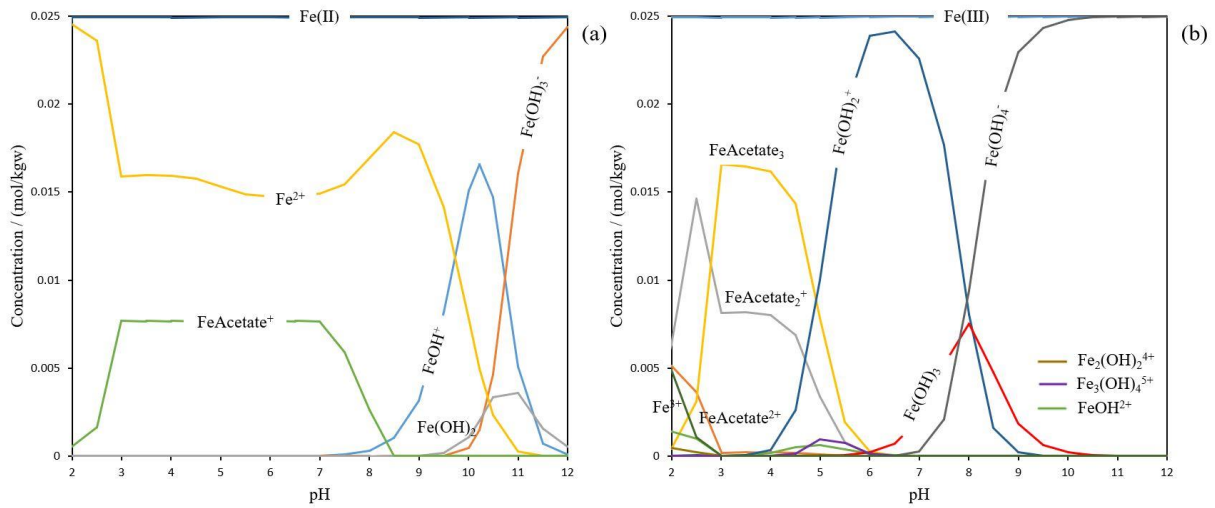 Fe(II)
(a)
0.025
0.02
0.015
0.01
0.005
0
Concentration / (mol/kgw)
Fe²⁺
FeAcetate⁺
FeOH⁺
Fe(OH)₂
Fe(OH)₃⁻
2 3 4 5 6 7 8 9 10 11 12
pH
Fe(III)
(b)
0.025
0.02
0.015
0.01
0.005
0
Concentration / (mol/kgw)
FeAcetate₃
FeAcetate₂⁺
Fe³⁺
FeAcetate²⁺
Fe(OH)₂⁺
Fe(OH)₃
Fe(OH)₄⁻
Fe₂(OH)₂⁴⁺
Fe₃(OH)₄⁵⁺
FeOH²⁺
2 3 4 5 6 7 8 9 10 11 12
pH